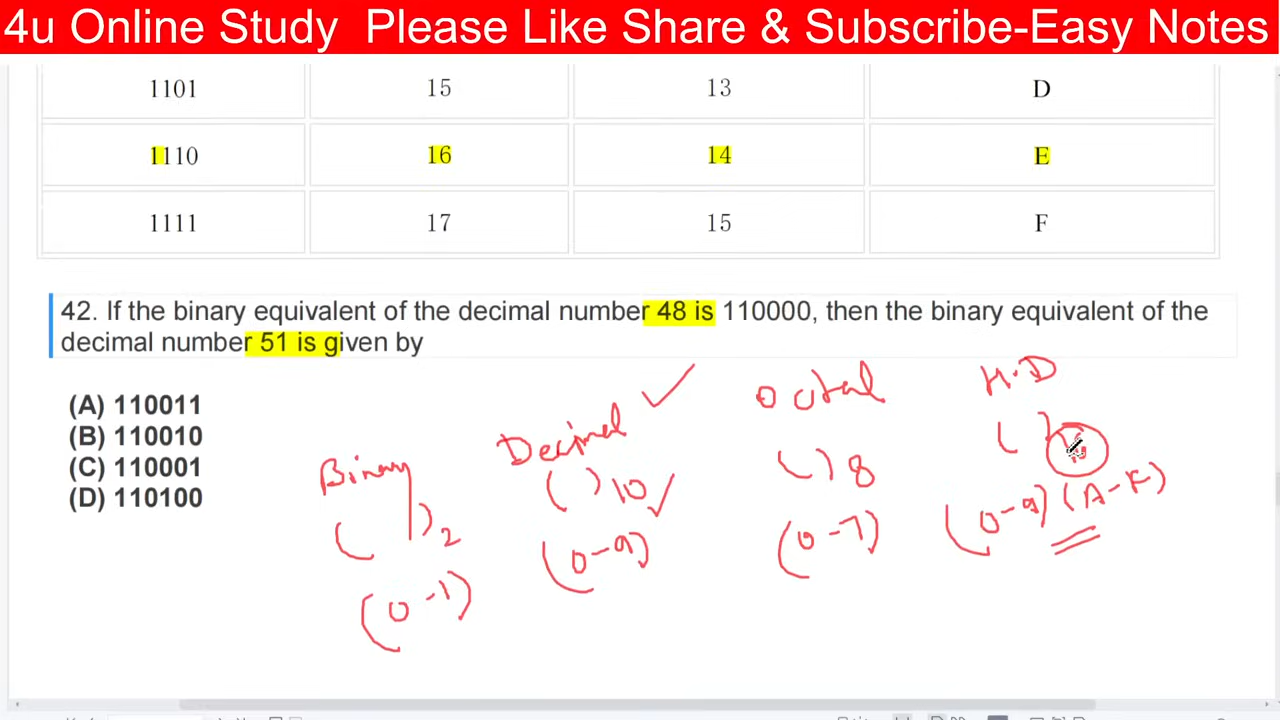 4u Online Study Please Like Share & Subscribe-Easy Notes
1101 15 13 D
1110 16 14 E
1111 17 15 F
42. If the binary equivalent of the decimal number 48 is 110000, then the binary equivalent of the
decimal number 51 is given by
(A) 110011
(B) 110010
(C) 110001
(D) 110100
Binary Decimal Octal H.D
( )2 ( )10 ( )8 ( )16
(0-1) (0-9) (0-7) (0-9) (A-F)